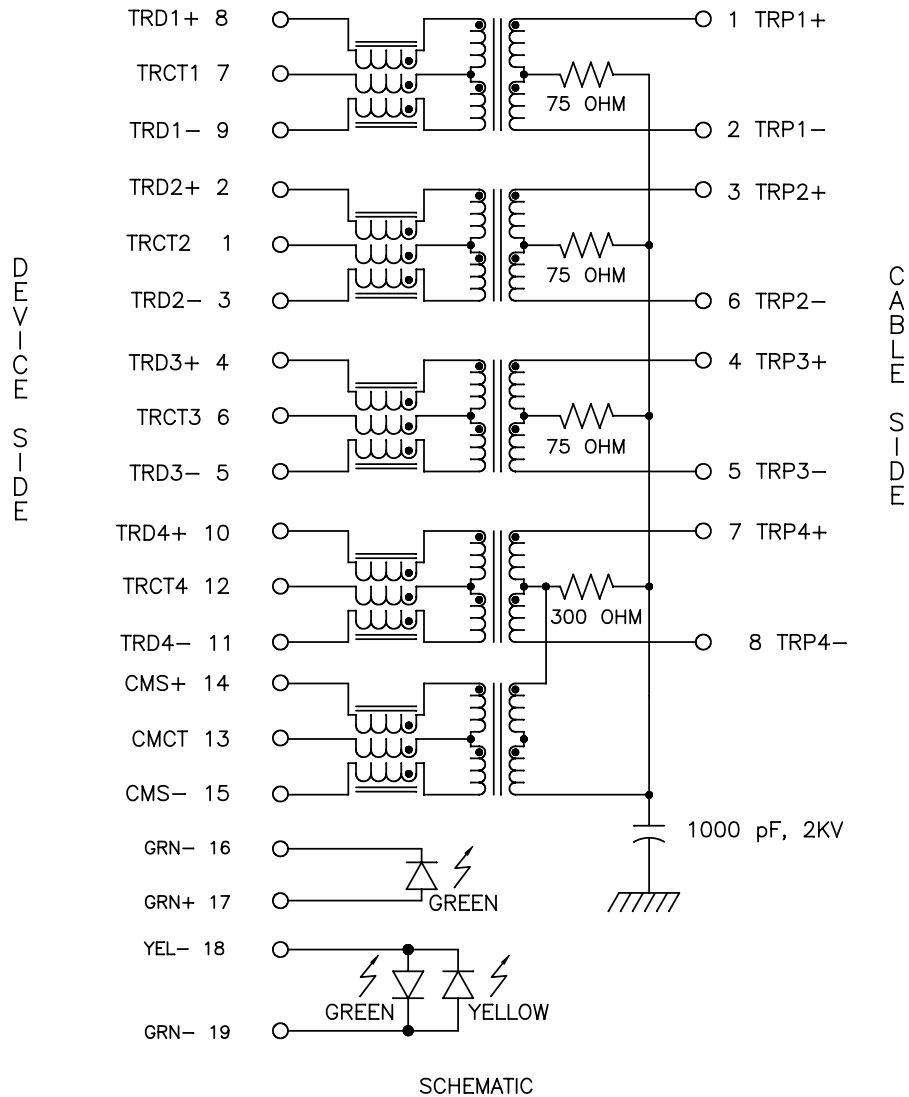 TRD1+ 8
1 TRP1+
TRCT1 7
75 OHM
TRD1- 9
2 TRP1-
TRD2+ 2
3 TRP2+
TRCT2 1
75 OHM
TRD2- 3
6 TRP2-
DEVICE SIDE
CABLE SIDE
TRD3+ 4
4 TRP3+
TRCT3 6
75 OHM
TRD3- 5
5 TRP3-
TRD4+ 10
7 TRP4+
TRCT4 12
300 OHM
TRD4- 11
8 TRP4-
CMS+ 14
CMCT 13
CMS- 15
1000 pF, 2KV
GRN- 16
GRN+ 17
GREEN
YEL- 18
GREEN
YELLOW
GRN- 19
SCHEMATIC